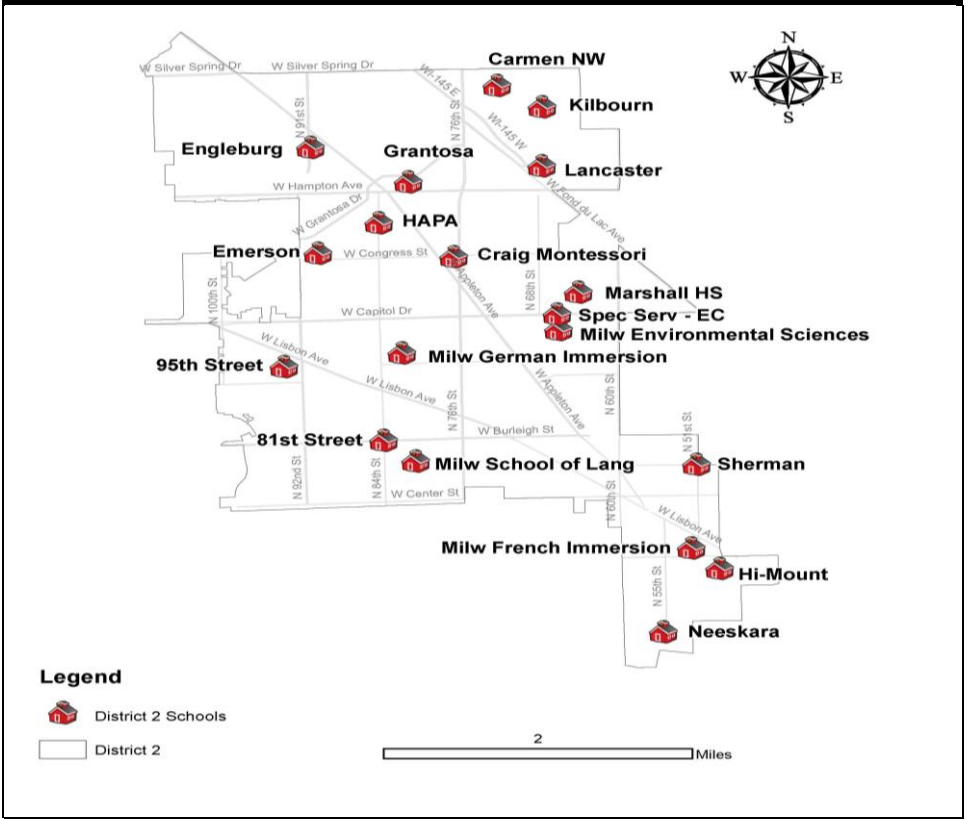 N
W
E
S
Carmen NW
W Silver Spring Dr
W Silver Spring Dr
WI-145 E
Kilbourn
N 91st St
N 76th St
WI-145 W
Engleburg
Grantosa
Lancaster
W Hampton Ave
W Fond du Lac Ave
W Grantosa Dr
HAPA
Emerson
W Congress St
Craig Montessori
N 100th St
N 68th St
W Appleton Ave
Marshall HS
W Capitol Dr
Spec Serv - EC
Milw Environmental Sciences
W Lisbon Ave
95th Street
Milw German Immersion
W Lisbon Ave
N 76th St
W Appleton Ave
N 60th St
81st Street
W Burleigh St
N 51st St
N 92nd St
N 84th St
Milw School of Lang
Sherman
W Center St
N 60th St
W Lisbon Ave
Milw French Immersion
Hi-Mount
N 55th St
Neeskara
Legend
District 2 Schools
District 2
2
Miles